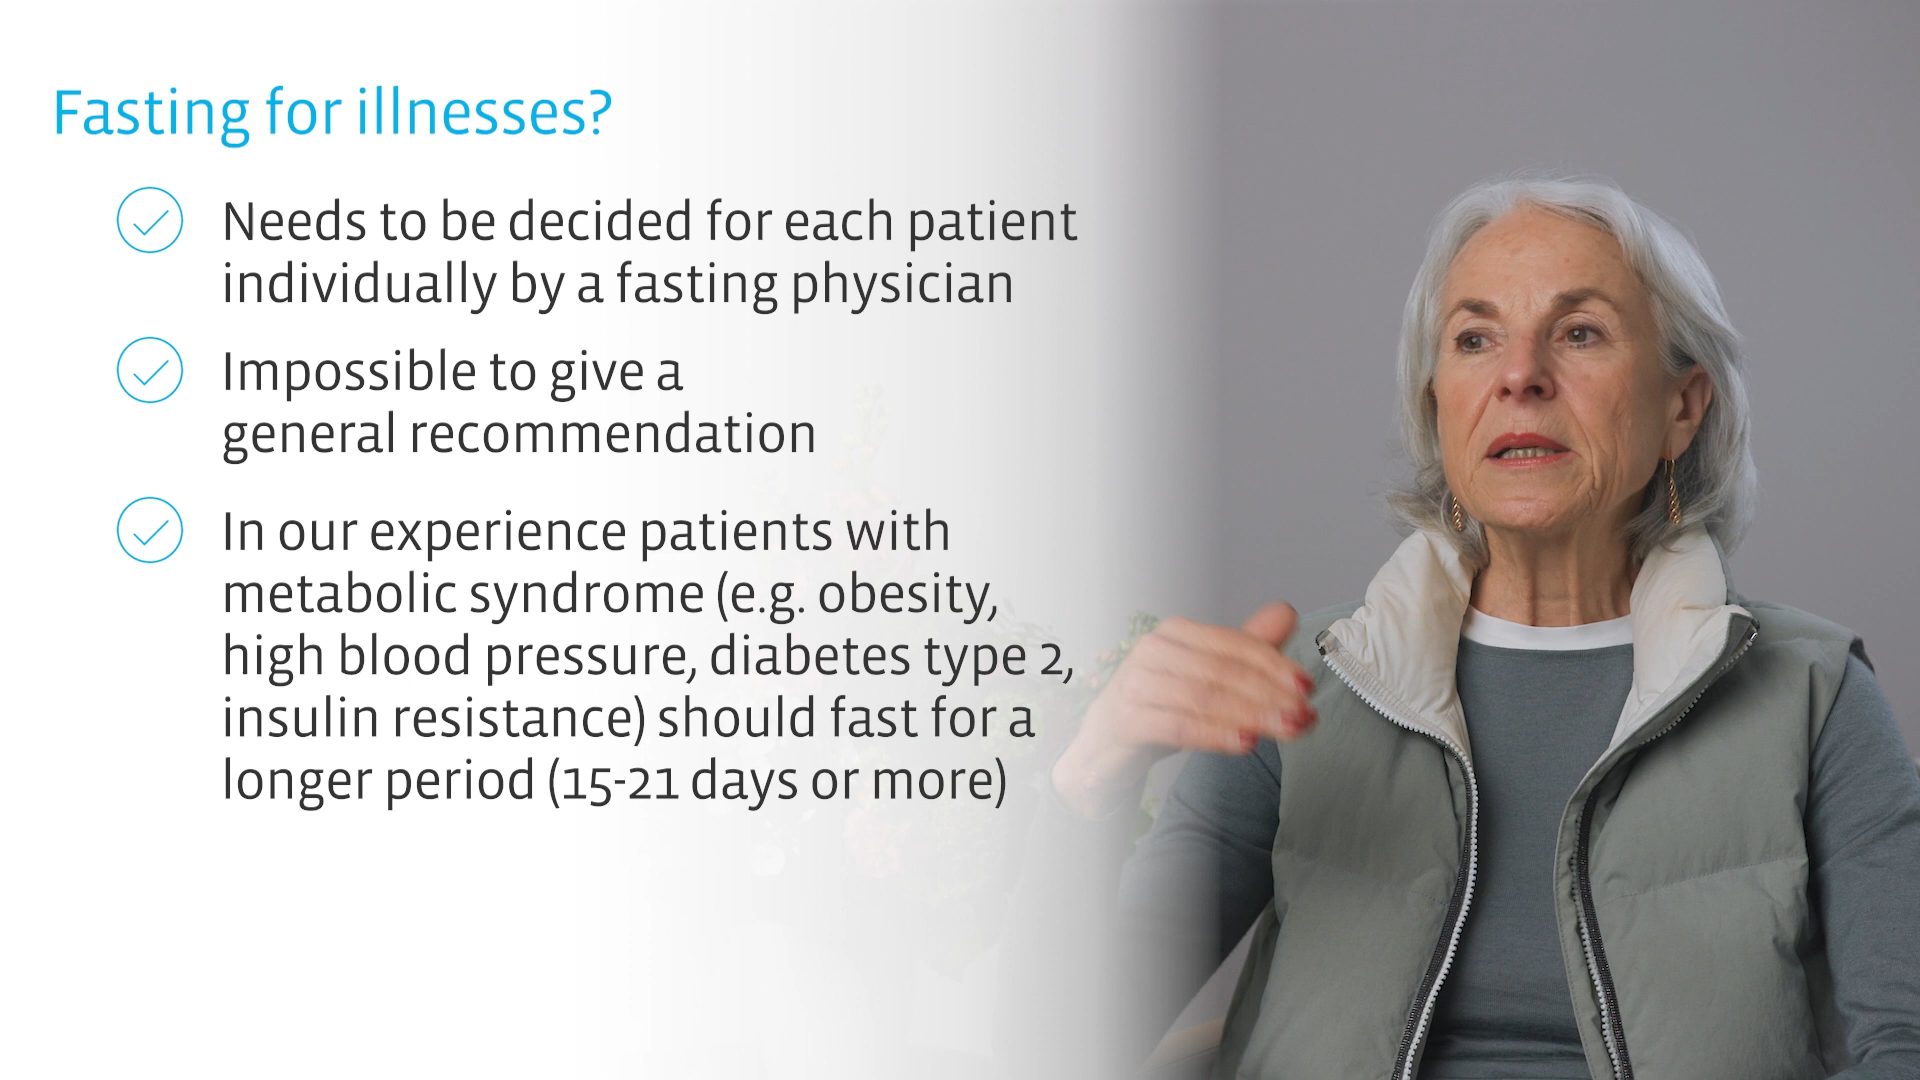 Fasting for illnesses?
Needs to be decided for each patient
individually by a fasting physician
Impossible to give a
general recommendation
In our experience patients with
metabolic syndrome (e.g. obesity,
high blood pressure, diabetes type 2,
insulin resistance) should fast for a
longer period (15-21 days or more)